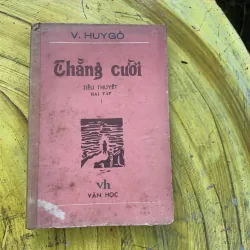 V. HUYGÔ
Thằng cười
TIỂU THUYẾT
HAI TẬP
I
vh
VĂN HỌC